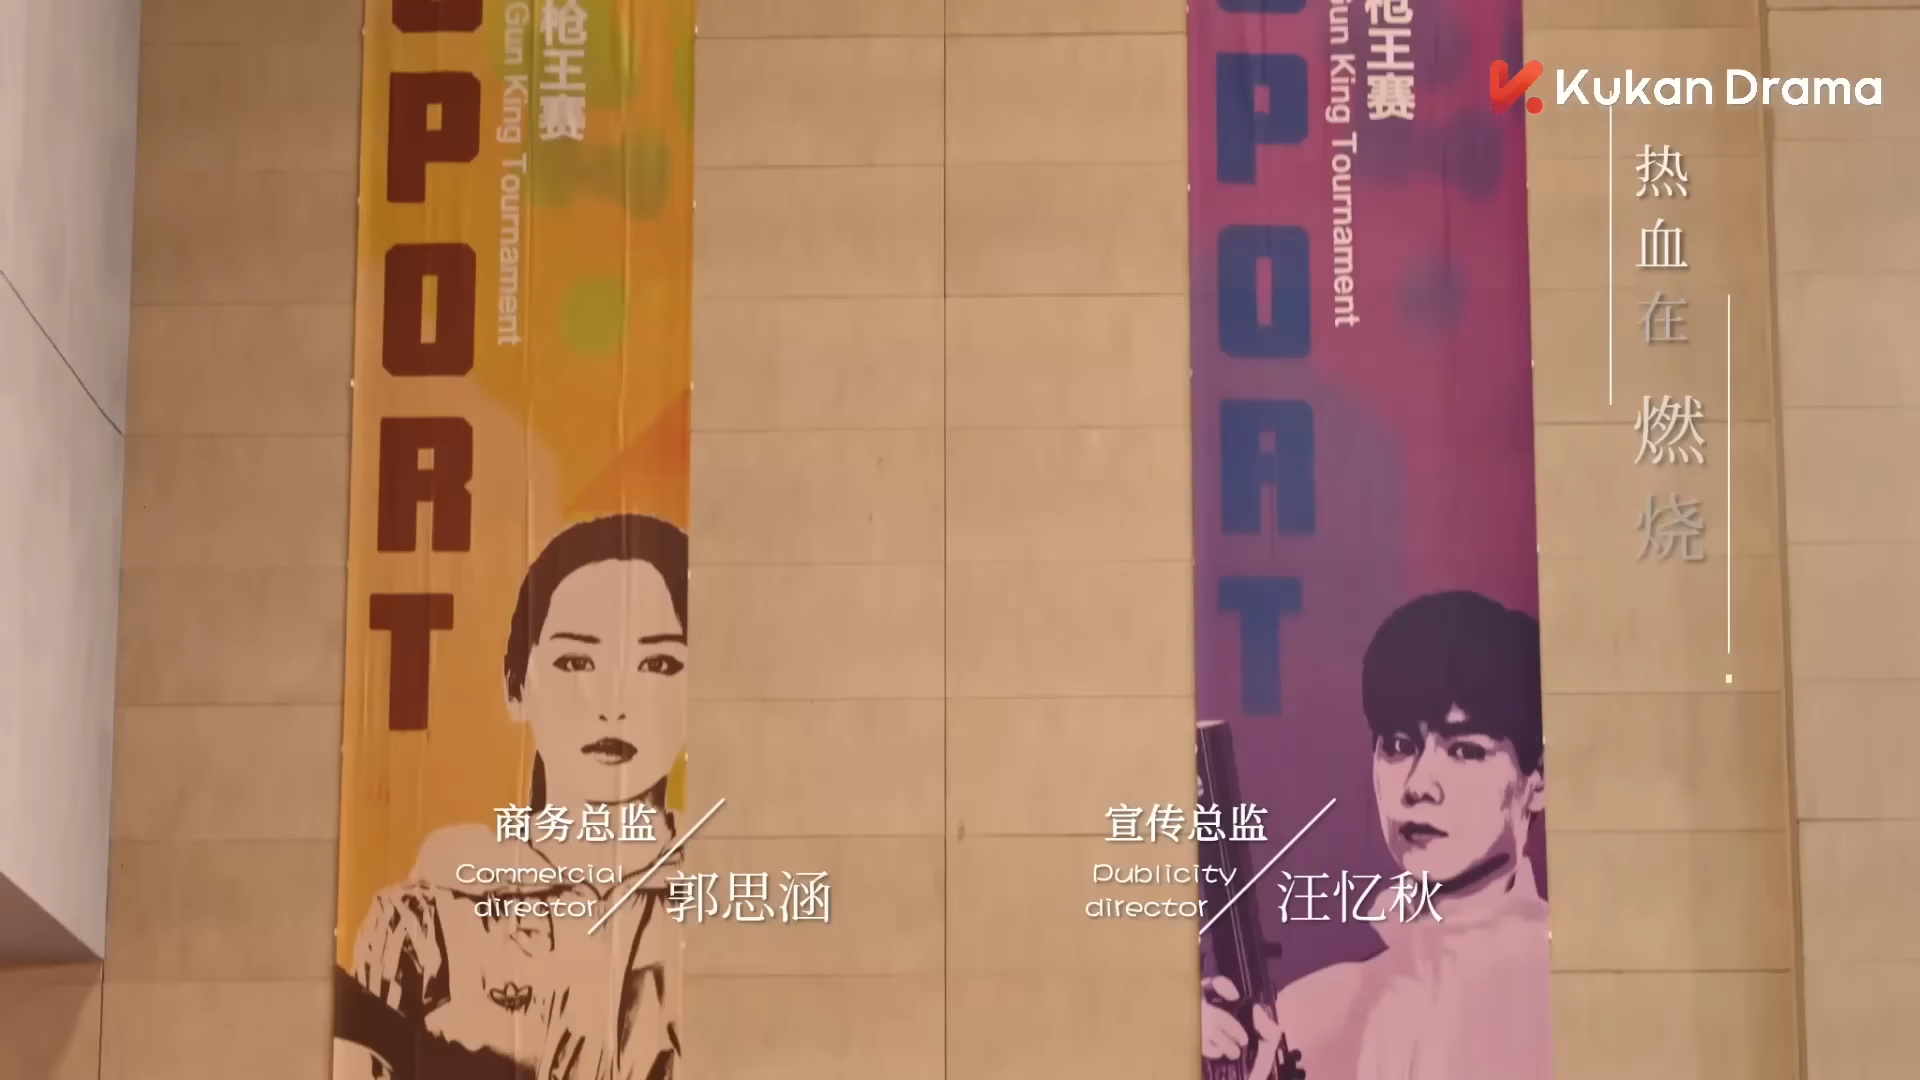 PORT
枪王赛
Gun King Tournament
PORT
枪王赛
Gun King Tournament
Kukan Drama
热血在燃烧
商务总监
Commercial
director
郭思涵
宣传总监
Publicity
director
汪忆秋